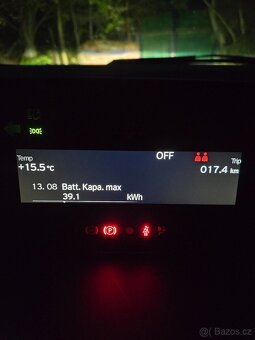 OFF
Temp Trip
+15.5°C 017.4 km
13. 08 Batt. Kapa. max
39.1 kWh
P
© Bazos.cz